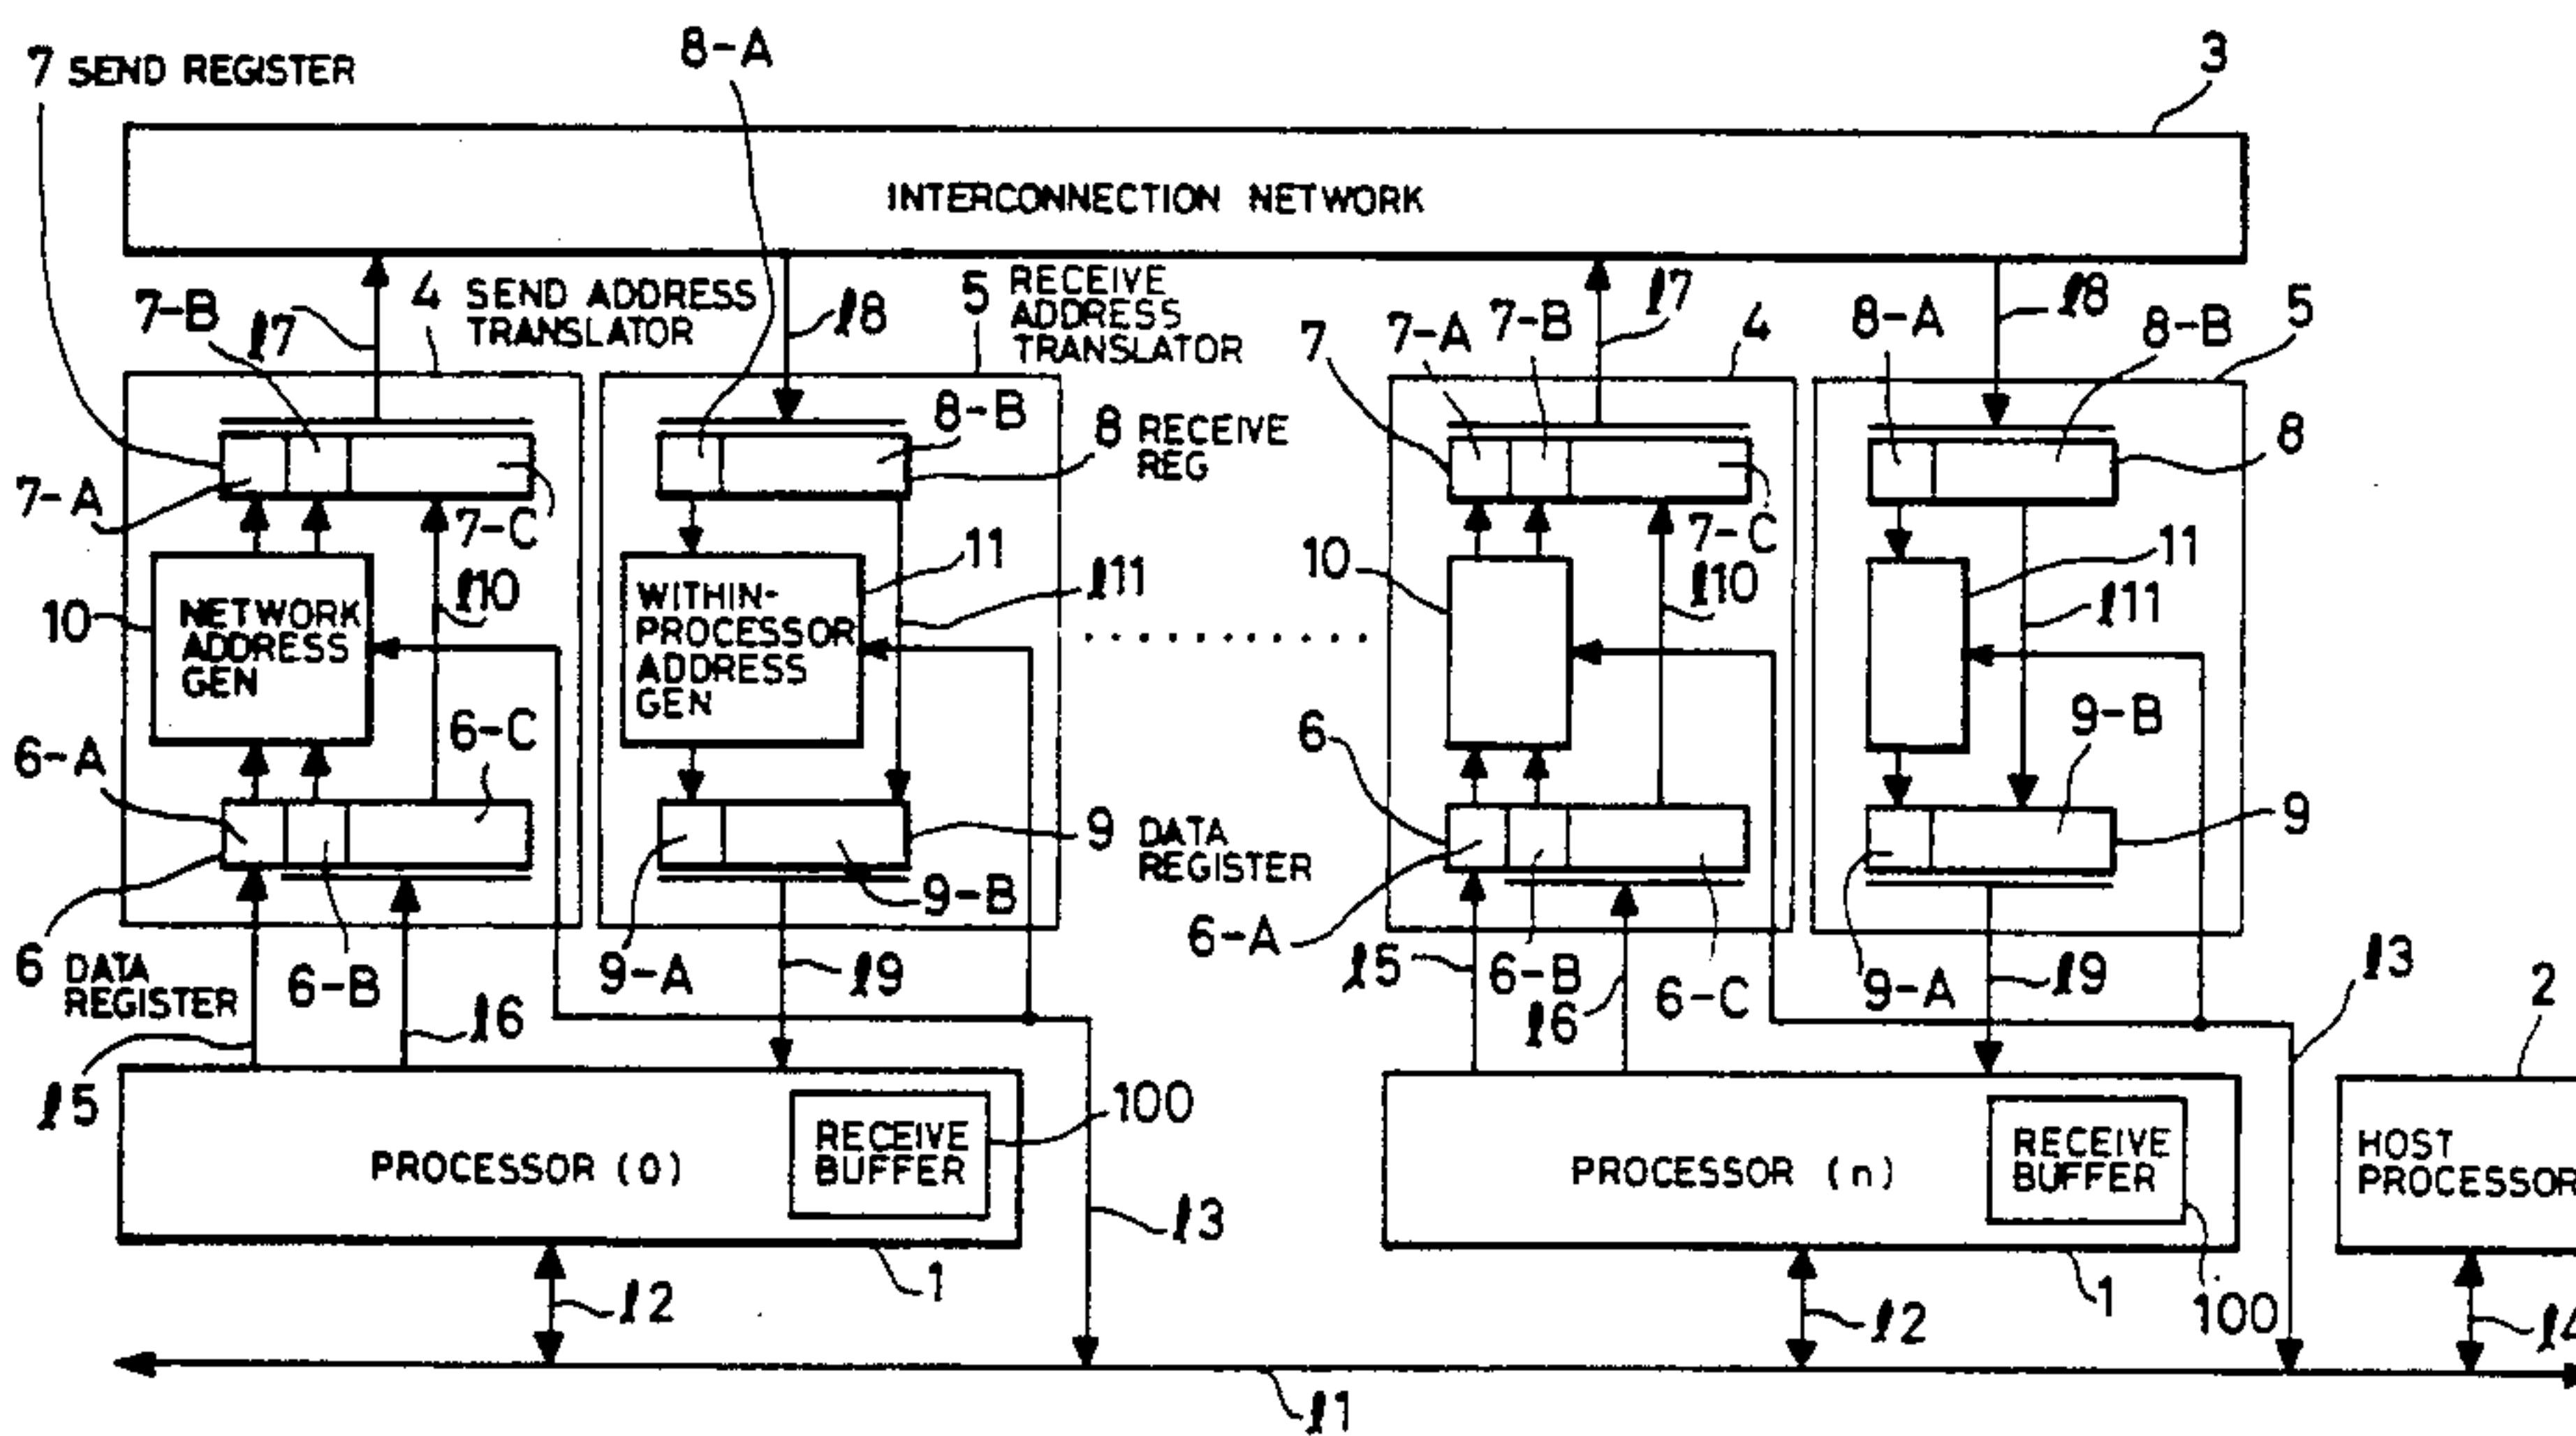 7 SEND REGISTER
8-A
3
INTERCONNECTION NETWORK
7-B
l7
4 SEND ADDRESS
TRANSLATOR
l8
5 RECEIVE
ADDRESS
TRANSLATOR
7
7-A
7-B
l7
4
8-A
l8
8-B
5
7-A
7-C
8-B
8 RECEIVE
REG
7-C
8
10
NETWORK
ADDRESS
GEN
l10
WITHIN-
PROCESSOR
ADDRESS
GEN
11
l11
10
l10
11
l11
6-A
6-C
6
9-B
9 DATA
REGISTER
9
6 DATA
REGISTER
6-B
9-A
9-B
6-A
6-B
6-C
9-A
l5
l6
l9
l5
l6
l9
l3
2
PROCESSOR (0)
RECEIVE
BUFFER
100
PROCESSOR (n)
RECEIVE
BUFFER
100
HOST
PROCESSOR
l2
1
l3
l2
1
l4
l1